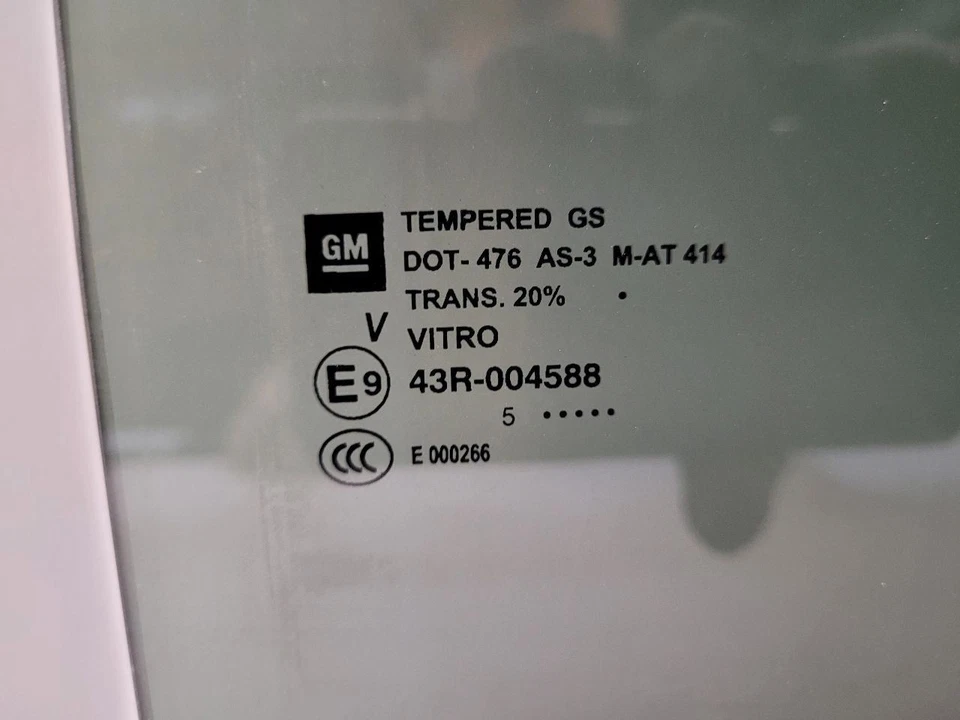 GM
TEMPERED GS
DOT- 476 AS-3 M-AT 414
TRANS. 20% •
V VITRO
E9 43R-004588
5 •••••
CCC E 000266